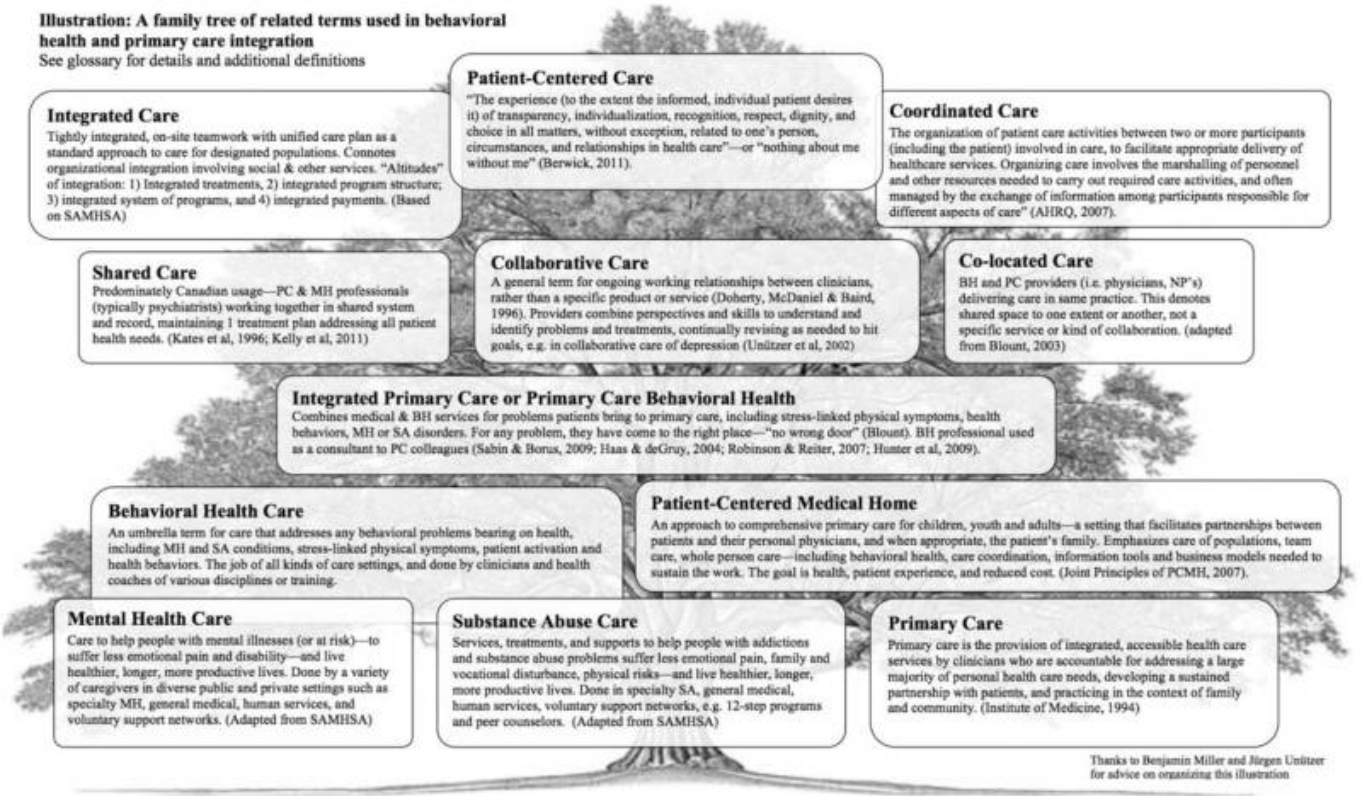 Illustration: A family tree of related terms used in behavioral
health and primary care integration
See glossary for details and additional definitions
Patient-Centered Care
"The experience (to the extent the informed, individual patient desires
it) of transparency, individualization, recognition, respect, dignity, and
choice in all matters, without exception, related to one's person,
circumstances, and relationships in health care"—or "nothing about me
without me" (Berwick, 2011).
Integrated Care
Tightly integrated, on-site teamwork with unified care plan as a
standard approach to care for designated populations. Connotes
organizational integration involving social & other services. "Altitudes"
of integration: 1) Integrated treatments, 2) integrated program structure;
3) integrated system of programs, and 4) integrated payments. (Based
on SAMHSA)
Coordinated Care
The organization of patient care activities between two or more participants
(including the patient) involved in care, to facilitate appropriate delivery of
healthcare services. Organizing care involves the marshalling of personnel
and other resources needed to carry out required care activities, and often
managed by the exchange of information among participants responsible for
different aspects of care" (AHRQ, 2007).
Shared Care
Predominately Canadian usage—PC & MH professionals
(typically psychiatrists) working together in shared system
and record, maintaining 1 treatment plan addressing all patient
health needs. (Kates et al, 1996; Kelly et al, 2011)
Collaborative Care
A general term for ongoing working relationships between clinicians,
rather than a specific product or service (Doherty, McDaniel & Baird,
1996). Providers combine perspectives and skills to understand and
identify problems and treatments, continually revising as needed to hit
goals, e.g. in collaborative care of depression (Unützer et al, 2002)
Co-located Care
BH and PC providers (i.e. physicians, NP's)
delivering care in same practice. This denotes
shared space to one extent or another, not a
specific service or kind of collaboration. (adapted
from Blount, 2003)
Integrated Primary Care or Primary Care Behavioral Health
Combines medical & BH services for problems patients bring to primary care, including stress-linked physical symptoms, health
behaviors, MH or SA disorders. For any problem, they have come to the right place—"no wrong door" (Blount). BH professional used
as a consultant to PC colleagues (Sabin & Borus, 2009; Haas & deGruy, 2004; Robinson & Reiter, 2007; Hunter et al, 2009).
Behavioral Health Care
An umbrella term for care that addresses any behavioral problems bearing on health,
including MH and SA conditions, stress-linked physical symptoms, patient activation and
health behaviors. The job of all kinds of care settings, and done by clinicians and health
coaches of various disciplines or training.
Patient-Centered Medical Home
An approach to comprehensive primary care for children, youth and adults—a setting that facilitates partnerships between
patients and their personal physicians, and when appropriate, the patient's family. Emphasizes care of populations, team
care, whole person care—including behavioral health, care coordination, information tools and business models needed to
sustain the work. The goal is health, patient experience, and reduced cost. (Joint Principles of PCMH, 2007).
Mental Health Care
Care to help people with mental illnesses (or at risk)—to
suffer less emotional pain and disability—and live
healthier, longer, more productive lives. Done by a variety
of caregivers in diverse public and private settings such as
specialty MH, general medical, human services, and
voluntary support networks. (Adapted from SAMHSA)
Substance Abuse Care
Services, treatments, and supports to help people with addictions
and substance abuse problems suffer less emotional pain, family and
vocational disturbance, physical risks—and live healthier, longer,
more productive lives. Done in specialty SA, general medical,
human services, voluntary support networks, e.g. 12-step programs
and peer counselors. (Adapted from SAMHSA)
Primary Care
Primary care is the provision of integrated, accessible health care
services by clinicians who are accountable for addressing a large
majority of personal health care needs, developing a sustained
partnership with patients, and practicing in the context of family
and community. (Institute of Medicine, 1994)
Thanks to Benjamin Miller and Jürgen Unützer
for advice on organizing this illustration